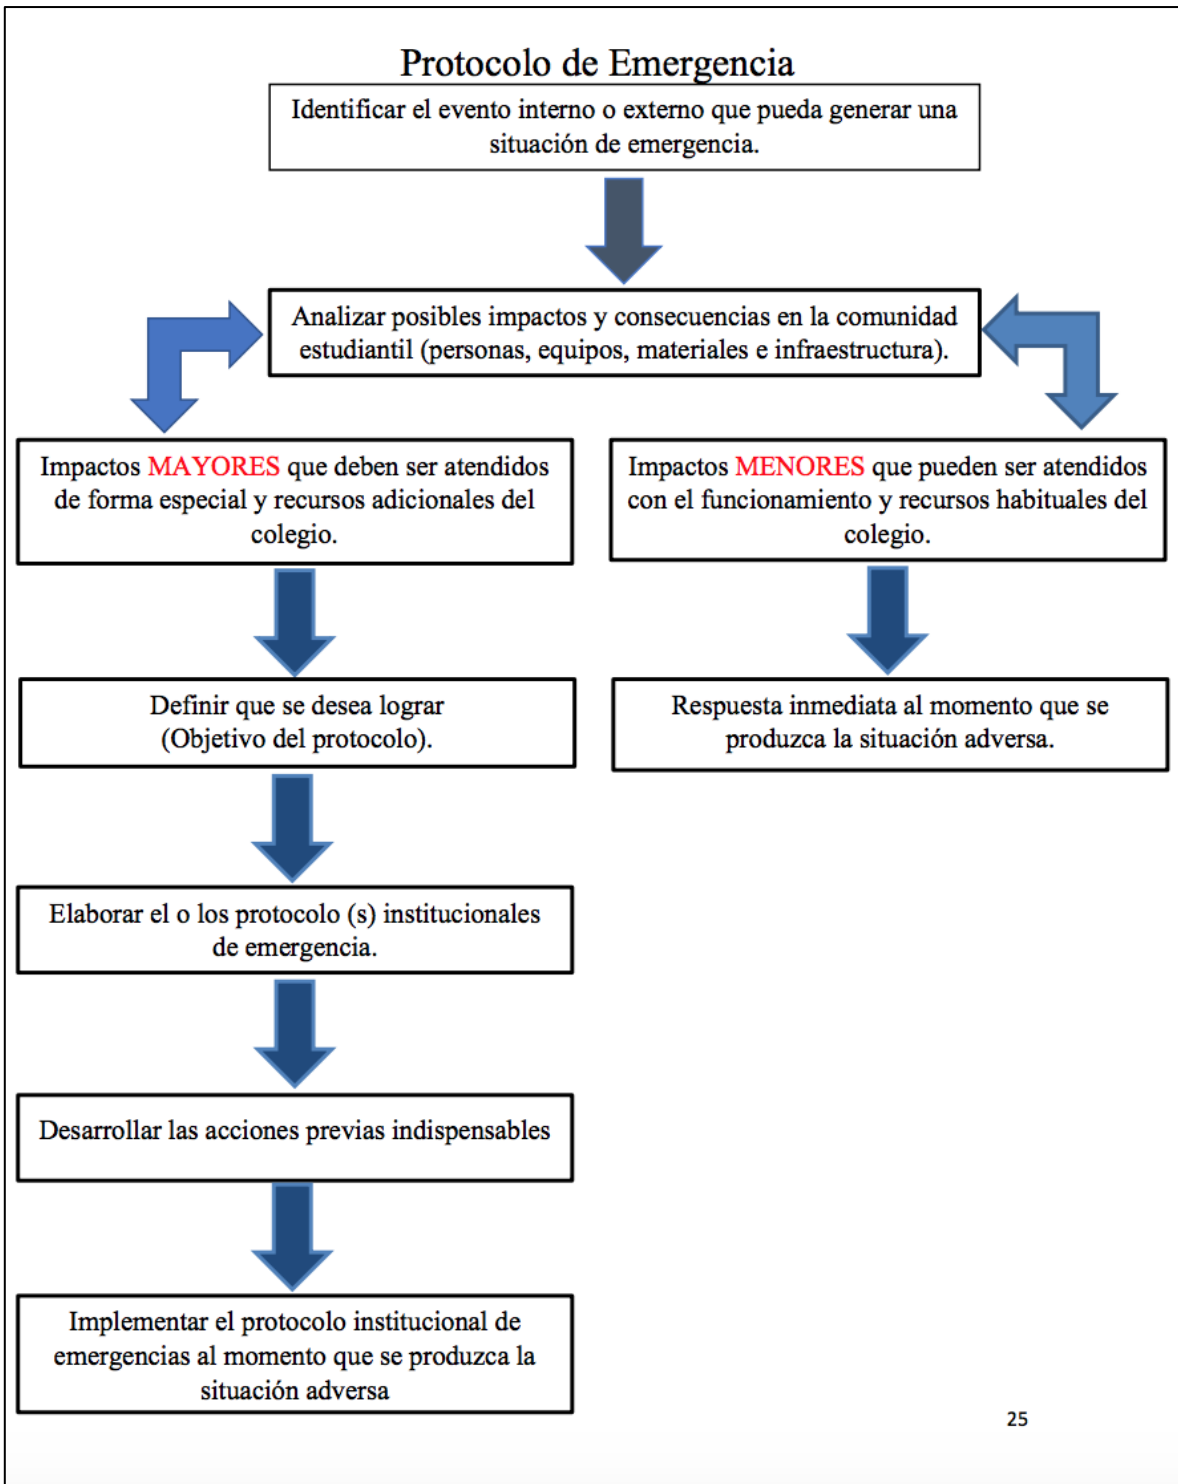 Protocolo de Emergencia
Identificar el evento interno o externo que pueda generar una
situación de emergencia.
Analizar posibles impactos y consecuencias en la comunidad
estudiantil (personas, equipos, materiales e infraestructura).
Impactos MAYORES que deben ser atendidos
de forma especial y recursos adicionales del
colegio.
Impactos MENORES que pueden ser atendidos
con el funcionamiento y recursos habituales del
colegio.
Definir que se desea lograr
(Objetivo del protocolo).
Respuesta inmediata al momento que se
produzca la situación adversa.
Elaborar el o los protocolo (s) institucionales
de emergencia.
Desarrollar las acciones previas indispensables
Implementar el protocolo institucional de
emergencias al momento que se produzca la
situación adversa
25